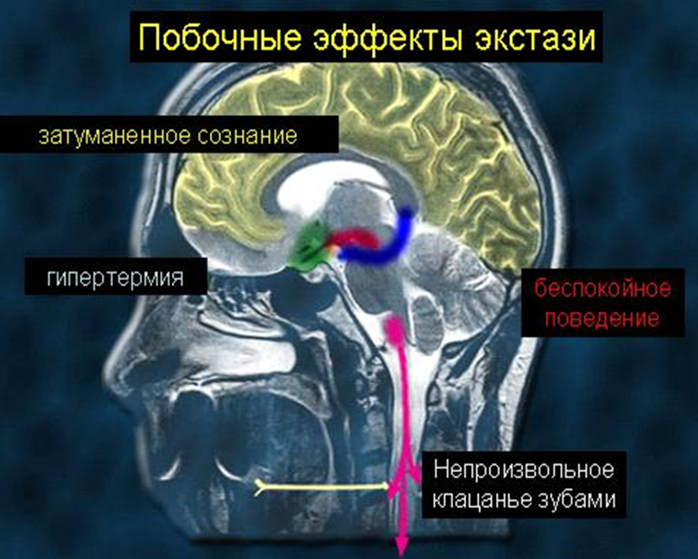 Побочные эффекты экстази
затуманенное сознание
гипертермия
беспокойное
поведение
Непроизвольное
клацанье зубами